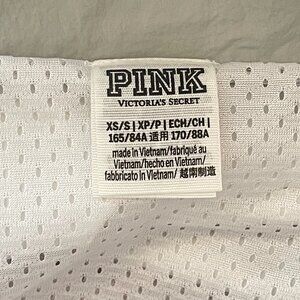 PINK
VICTORIA'S SECRET
XS/S | XP/P | ECH/CH |
165/84A 适用 170/88A
made in Vietnam/fabriqué au
Vietnam/hecho en Vietnam/
fabbricato in Vietnam/ 越南制造